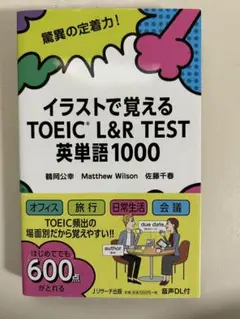 驚異の定着力!
イラストで覚える
TOEIC® L&R TEST
英単語1000
鶴岡公幸 Matthew Wilson 佐藤千春
オフィス 旅行 日常生活 会議
TOEIC頻出の
場面別だから覚えやすい!!
はじめてでも
600点
がとれる
author
due date
Jリサーチ出版
音声DL付